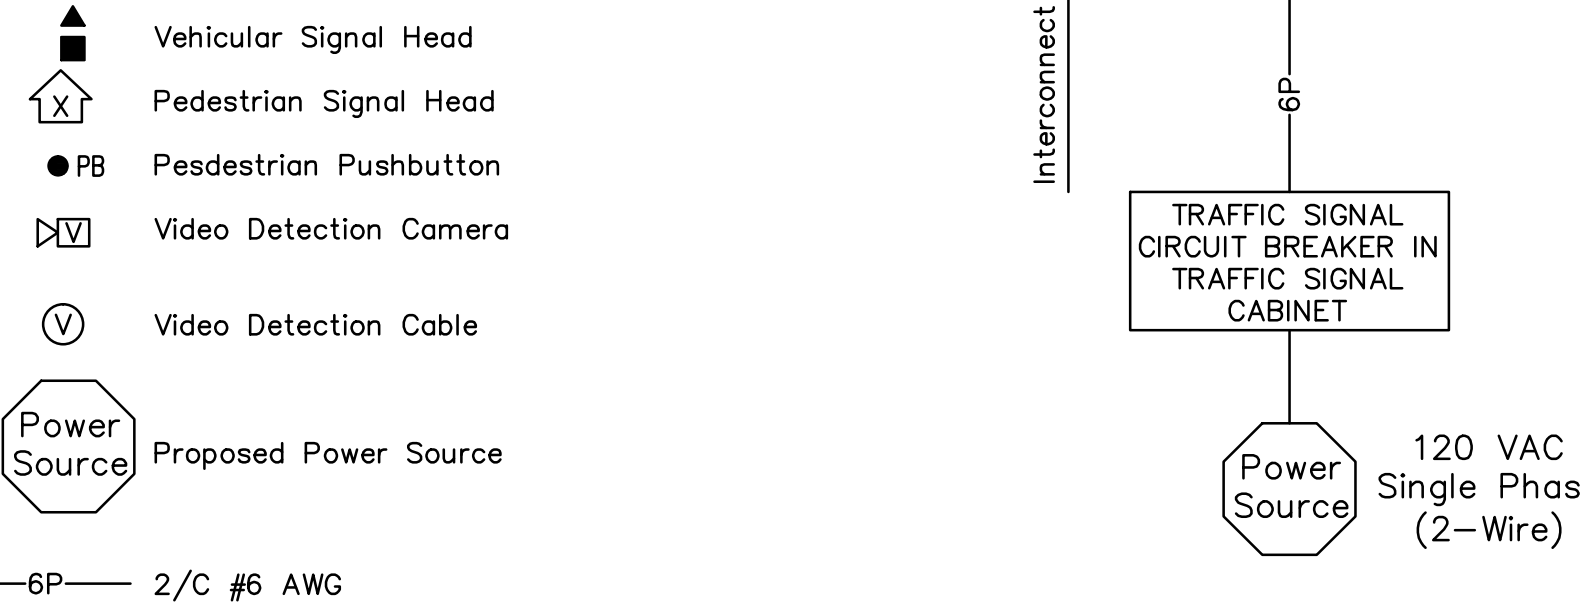 Vehicular Signal Head
X
Pedestrian Signal Head
PB
Pesdestrian Pushbutton
V
Video Detection Camera
V
Video Detection Cable
Power
Source
Proposed Power Source
6P
2/C #6 AWG
Interconnect
6P
TRAFFIC SIGNAL
CIRCUIT BREAKER IN
TRAFFIC SIGNAL
CABINET
Power
Source
120 VAC
Single Phas
(2-Wire)